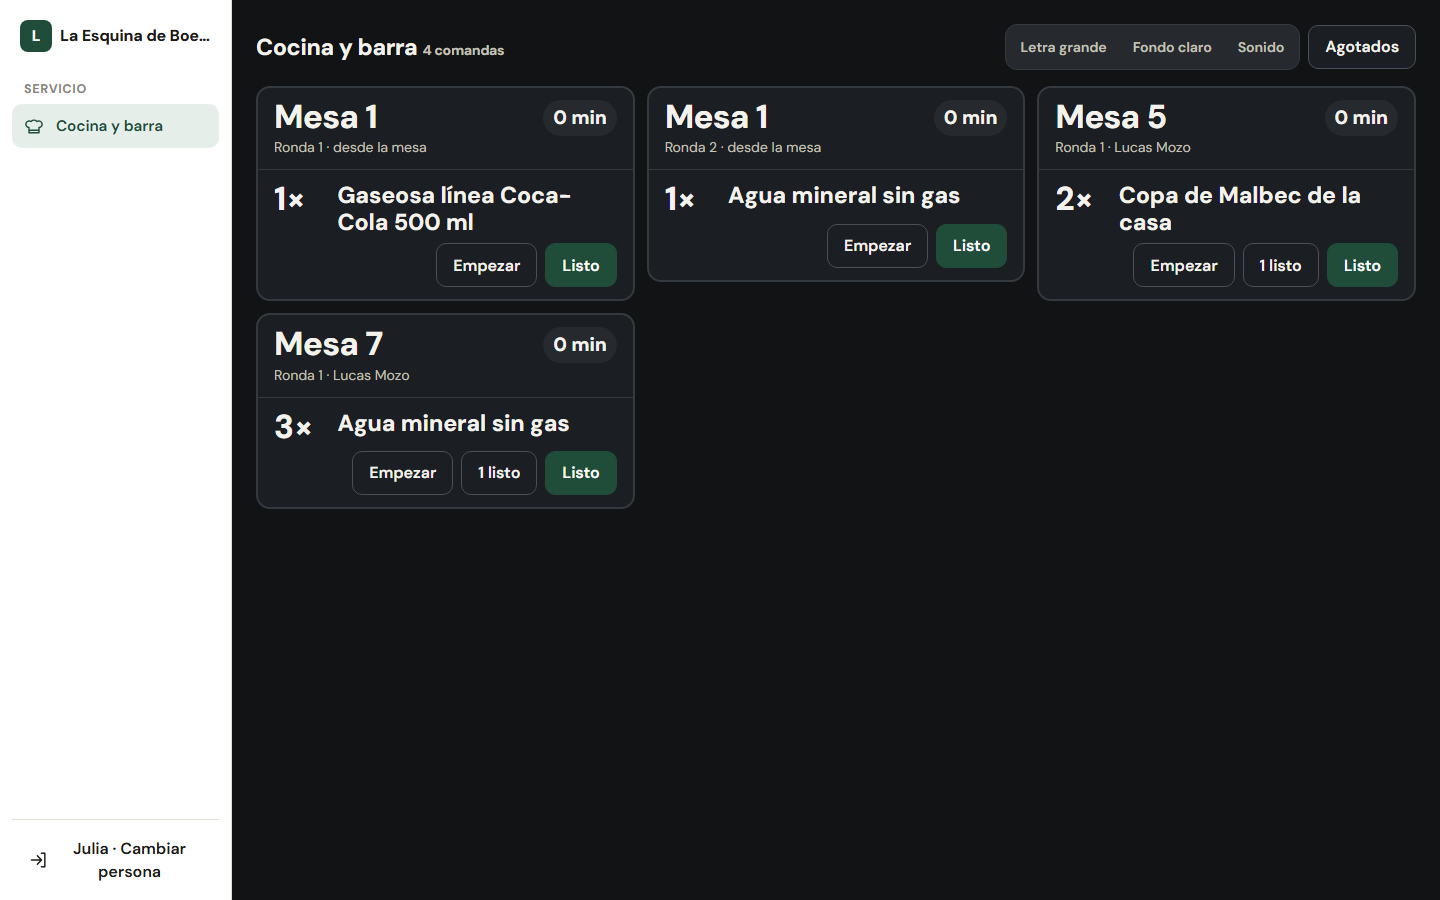 L
La Esquina de Boe...
SERVICIO
Cocina y barra
Julia · Cambiar
persona
Cocina y barra 4 comandas
Letra grande
Fondo claro
Sonido
Agotados
Mesa 1
0 min
Ronda 1 · desde la mesa
1×
Gaseosa línea Coca-
Cola 500 ml
Empezar
Listo
Mesa 1
0 min
Ronda 2 · desde la mesa
1×
Agua mineral sin gas
Empezar
Listo
Mesa 5
0 min
Ronda 1 · Lucas Mozo
2×
Copa de Malbec de la
casa
Empezar
1 listo
Listo
Mesa 7
0 min
Ronda 1 · Lucas Mozo
3×
Agua mineral sin gas
Empezar
1 listo
Listo